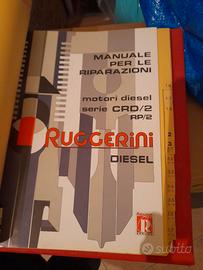 MANUALE
PER LE
RIPARAZIONI
motori diesel
serie CRD/2
RP/2
RUGGERINI
DIESEL
subito